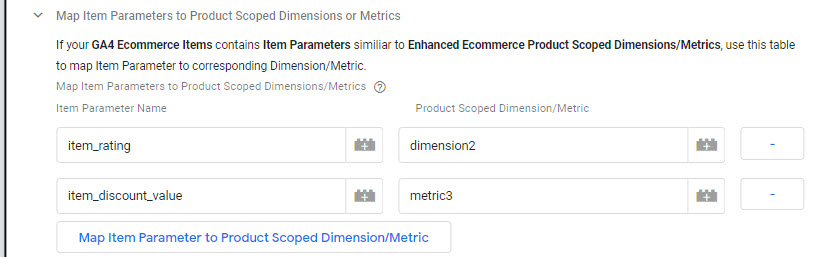 Map Item Parameters to Product Scoped Dimensions or Metrics
If your GA4 Ecommerce Items contains Item Parameters similiar to Enhanced Ecommerce Product Scoped Dimensions/Metrics, use this table
to map Item Parameter to corresponding Dimension/Metric.
Map Item Parameters to Product Scoped Dimensions/Metrics ?
Item Parameter Name Product Scoped Dimension/Metric
item_rating dimension2 -
item_discount_value metric3 -
Map Item Parameter to Product Scoped Dimension/Metric